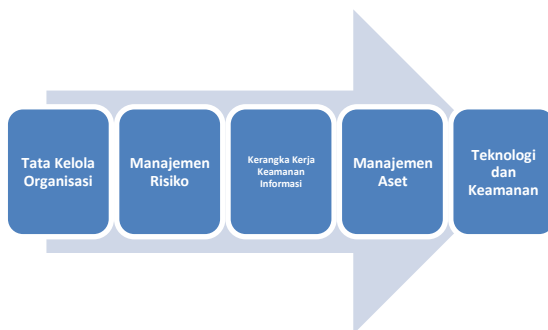 Tata Kelola
Organisasi
Manajemen
Risiko
Kerangka Kerja
Keamanan
Informasi
Manajemen
Aset
Teknologi
dan
Keamanan